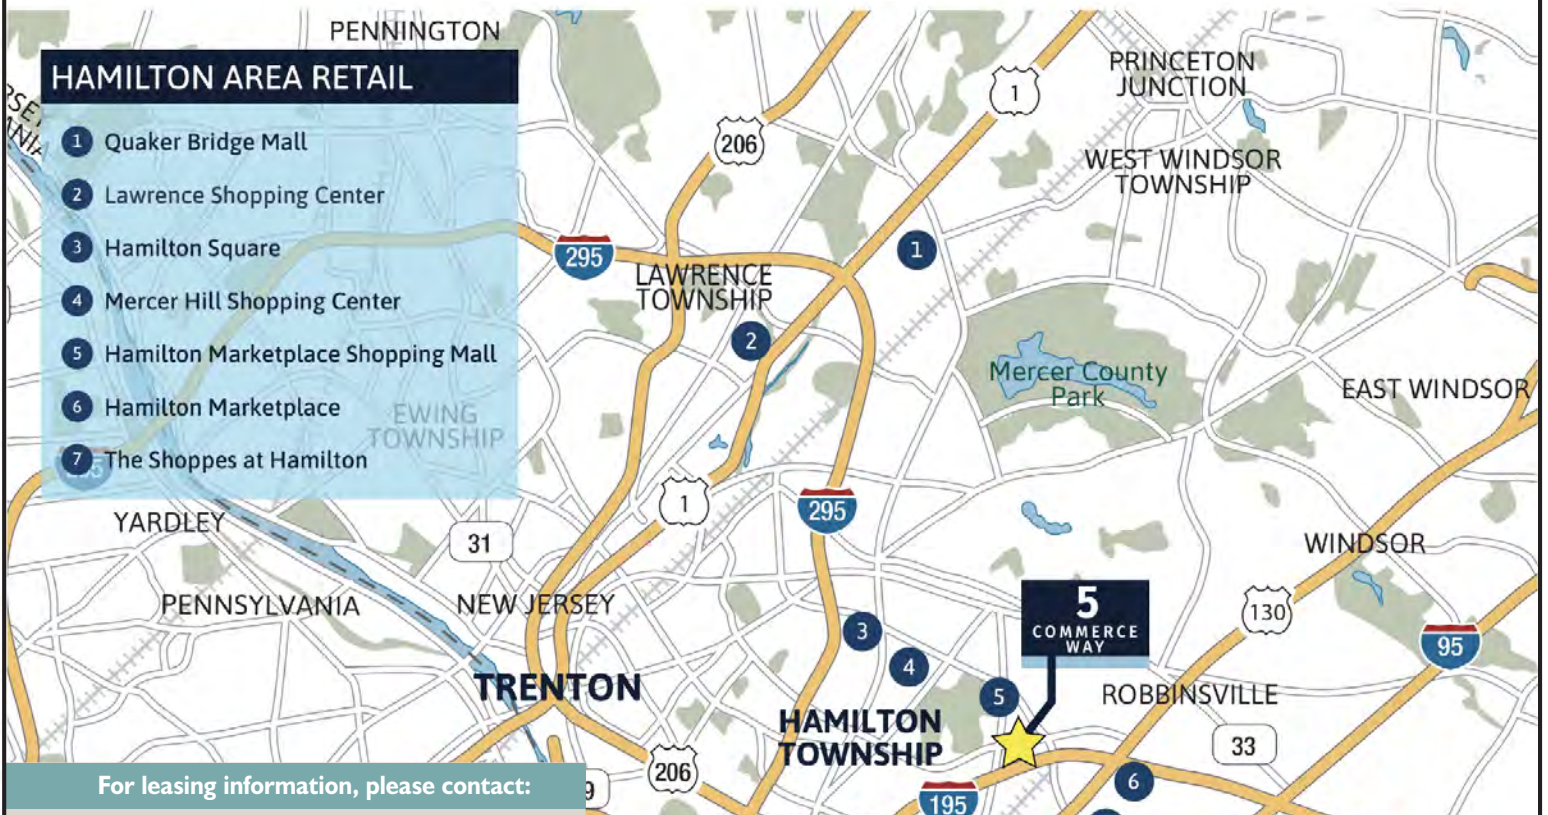 PENNINGTON
HAMILTON AREA RETAIL
1 Quaker Bridge Mall
2 Lawrence Shopping Center
3 Hamilton Square
4 Mercer Hill Shopping Center
5 Hamilton Marketplace Shopping Mall
6 Hamilton Marketplace
7 The Shoppes at Hamilton
1
PRINCETON
JUNCTION
206
WEST WINDSOR
TOWNSHIP
295
1
LAWRENCE
TOWNSHIP
2
Mercer County
Park
EAST WINDSOR
EWING
TOWNSHIP
1
295
YARDLEY
31
WINDSOR
PENNSYLVANIA
NEW JERSEY
5
COMMERCE
WAY
130
3
95
4
TRENTON
5
ROBBINSVILLE
HAMILTON
TOWNSHIP
33
206
6
195
For leasing information, please contact:
9